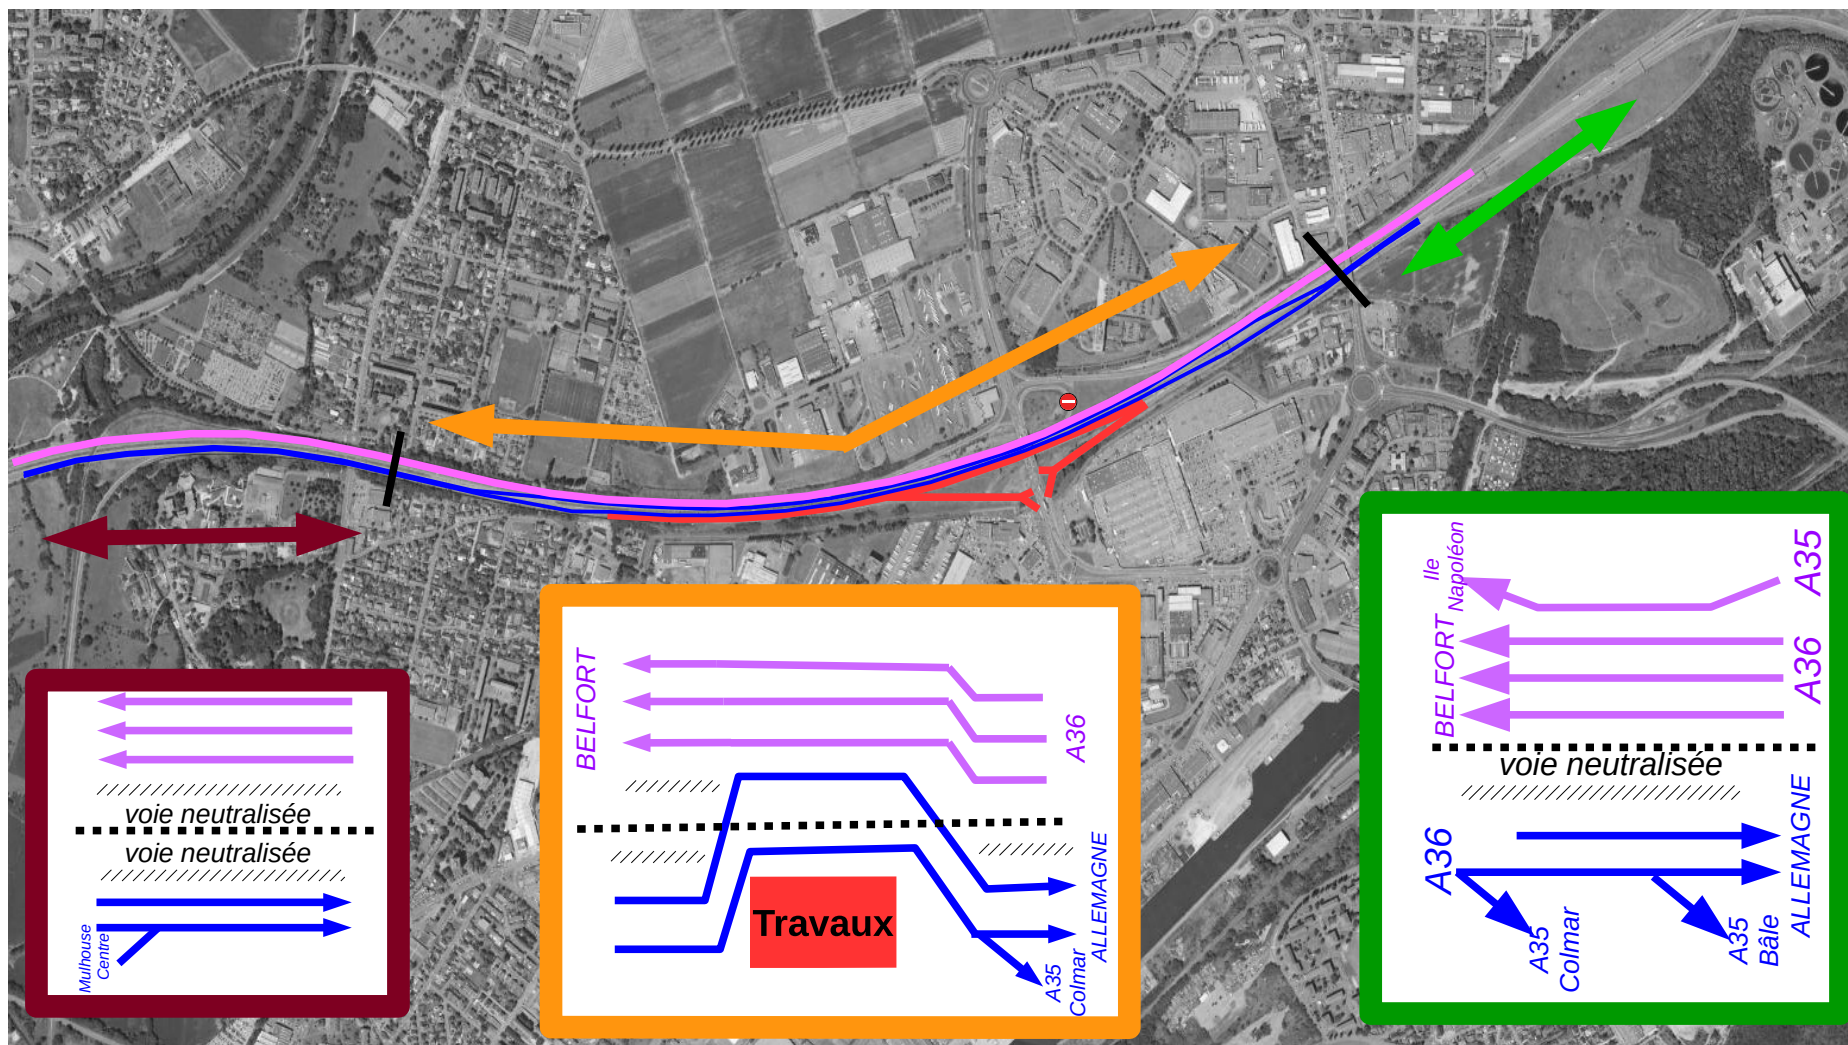 voie neutralisée
voie neutralisée
Mulhouse
Centre
BELFORT
A36
Travaux
ALLEMAGNE
A35
Colmar
Ile
Napoléon
A35
BELFORT
A36
voie neutralisée
A36
ALLEMAGNE
A35
Colmar
A35
Bâle